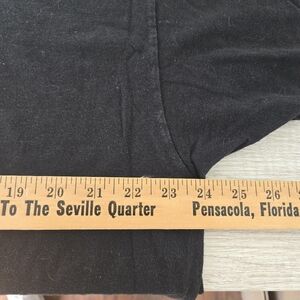 19 20 21 22 23 24 25 26
To The Seville Quarter Pensacola, Florida